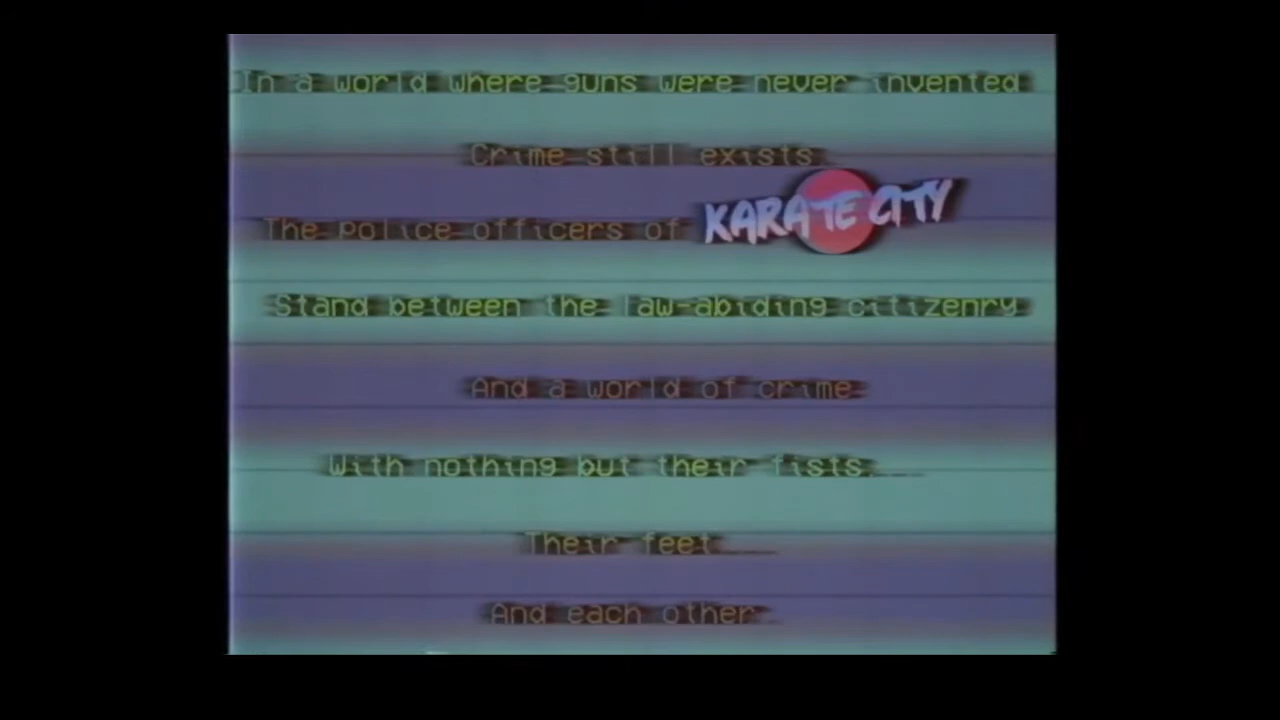 In a world where guns were never invented
Crime still exists.
The police officers of KARATE CITY
Stand between the law-abiding citizenry
And a world of crime
With nothing but their fists....
Their feet....
And each other.